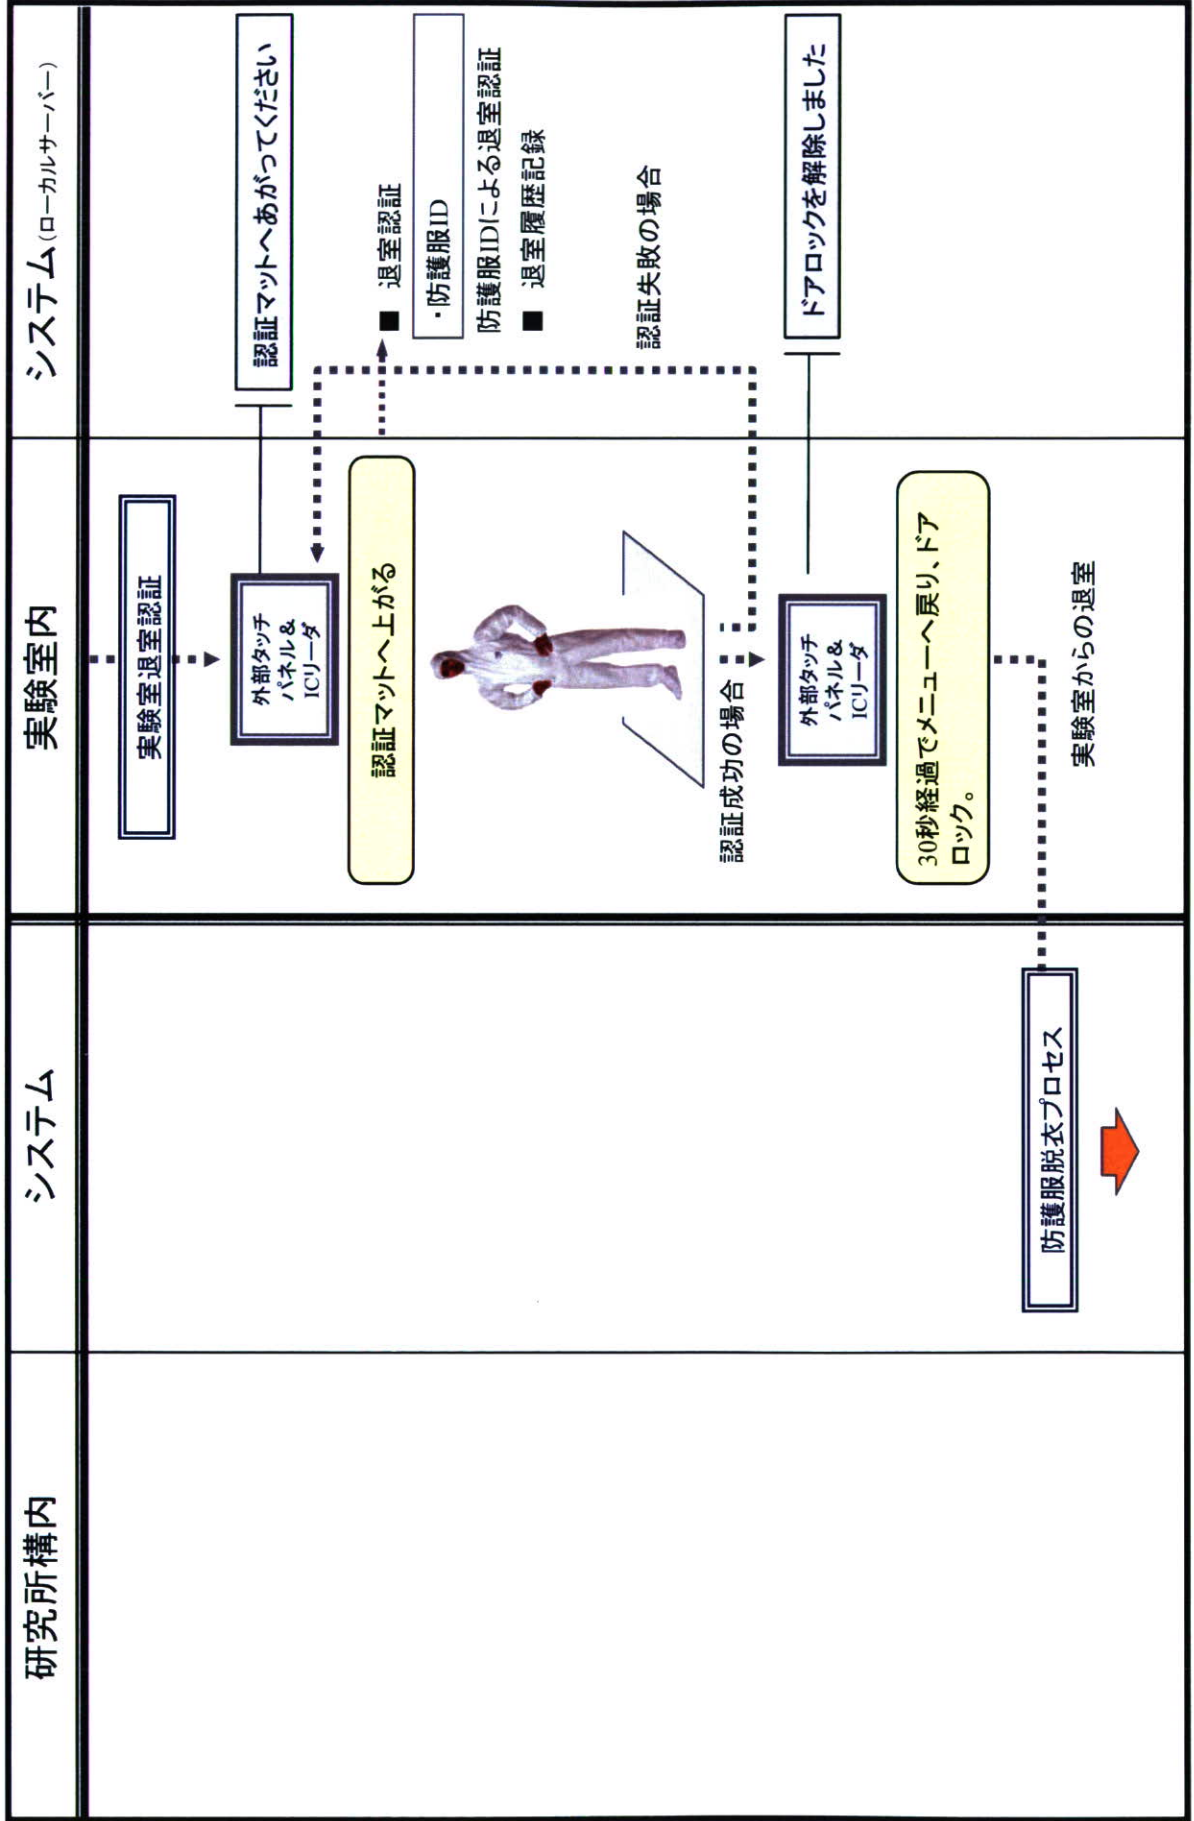 研究所構内
システム
実験室内
システム(ローカルサーバー)
実験室退室認証
外部タッチ
パネル&
ICリーダ
認証マットへあがってください
認証マットへ上がる
■ 退室認証
・防護服ID
防護服IDによる退室認証
■ 退室履歴記録
認証失敗の場合
認証成功の場合
外部タッチ
パネル&
ICリーダ
ドアロックを解除しました
30秒経過でメニューへ戻り、ドア
ロック。
防護服脱衣プロセス
実験室からの退室